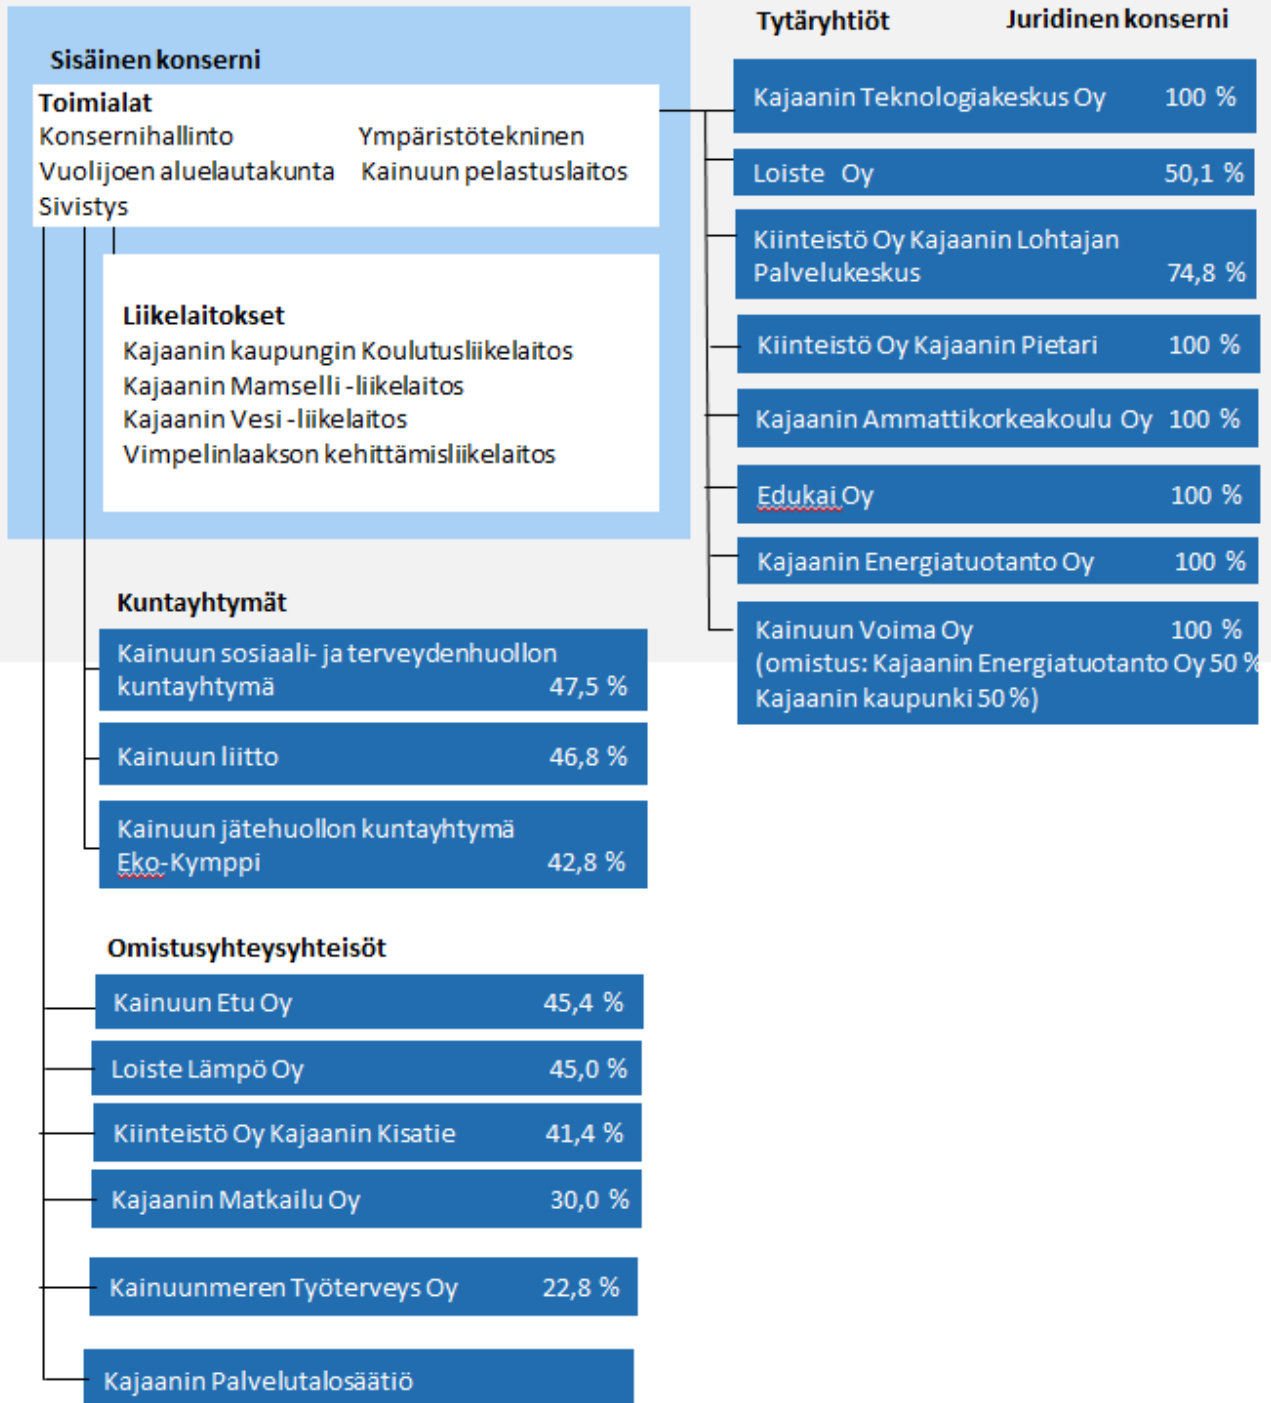 Sisäinen konserni
Toimialat
Konsernihallinto Ympäristötekninen
Vuolijoen aluelautakunta Kainuun pelastuslaitos
Sivistys
Liikelaitokset
Kajaanin kaupungin Koulutusliikelaitos
Kajaanin Mamselli -liikelaitos
Kajaanin Vesi -liikelaitos
Vimpelinlaakson kehittämisliikelaitos
Tytäryhtiöt Juridinen konserni
Kajaanin Teknologiakeskus Oy 100 %
Loiste Oy 50,1 %
Kiinteistö Oy Kajaanin Lohtajan
Palvelukeskus 74,8 %
Kiinteistö Oy Kajaanin Pietari 100 %
Kajaanin Ammattikorkeakoulu Oy 100 %
Edukai Oy 100 %
Kajaanin Energiatuotanto Oy 100 %
Kainuun Voima Oy 100 %
(omistus: Kajaanin Energiatuotanto Oy 50 %
Kajaanin kaupunki 50 %)
Kuntayhtymät
Kainuun sosiaali- ja terveydenhuollon
kuntayhtymä 47,5 %
Kainuun liitto 46,8 %
Kainuun jätehuollon kuntayhtymä
Eko-Kymppi 42,8 %
Omistusyhteysyhteisöt
Kainuun Etu Oy 45,4 %
Loiste Lämpö Oy 45,0 %
Kiinteistö Oy Kajaanin Kisatie 41,4 %
Kajaanin Matkailu Oy 30,0 %
Kainuunmeren Työterveys Oy 22,8 %
Kajaanin Palvelutalosäätiö